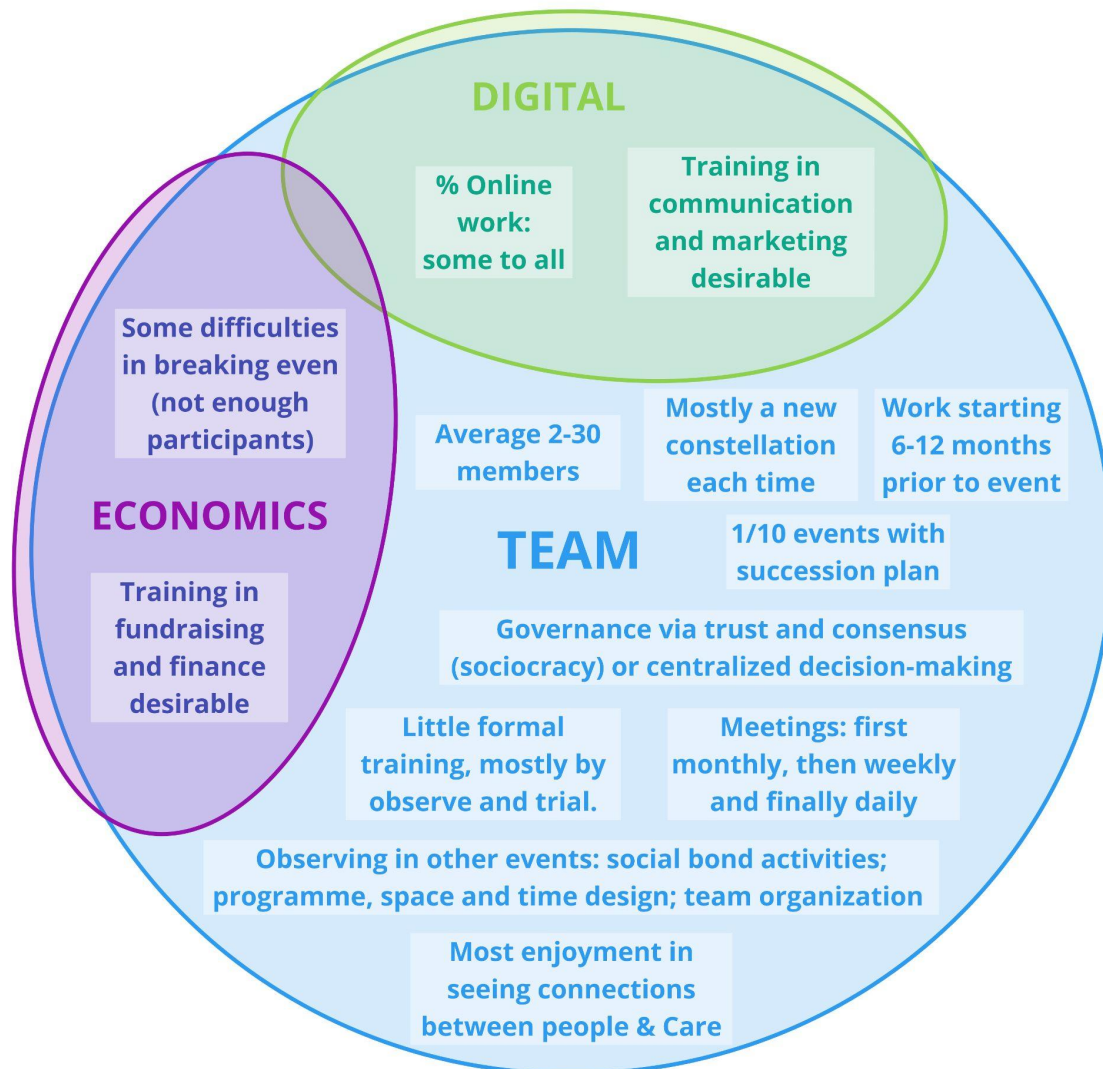 DIGITAL
% Online
work:
some to all
Training in
communication
and marketing
desirable
Some difficulties
in breaking even
(not enough
participants)
ECONOMICS
Training in
fundraising
and finance
desirable
Average 2-30
members
Mostly a new
constellation
each time
Work starting
6-12 months
prior to event
TEAM
1/10 events with
succession plan
Governance via trust and consensus
(sociocracy) or centralized decision-making
Little formal
training, mostly by
observe and trial.
Meetings: first
monthly, then weekly
and finally daily
Observing in other events: social bond activities;
programme, space and time design; team organization
Most enjoyment in
seeing connections
between people & Care